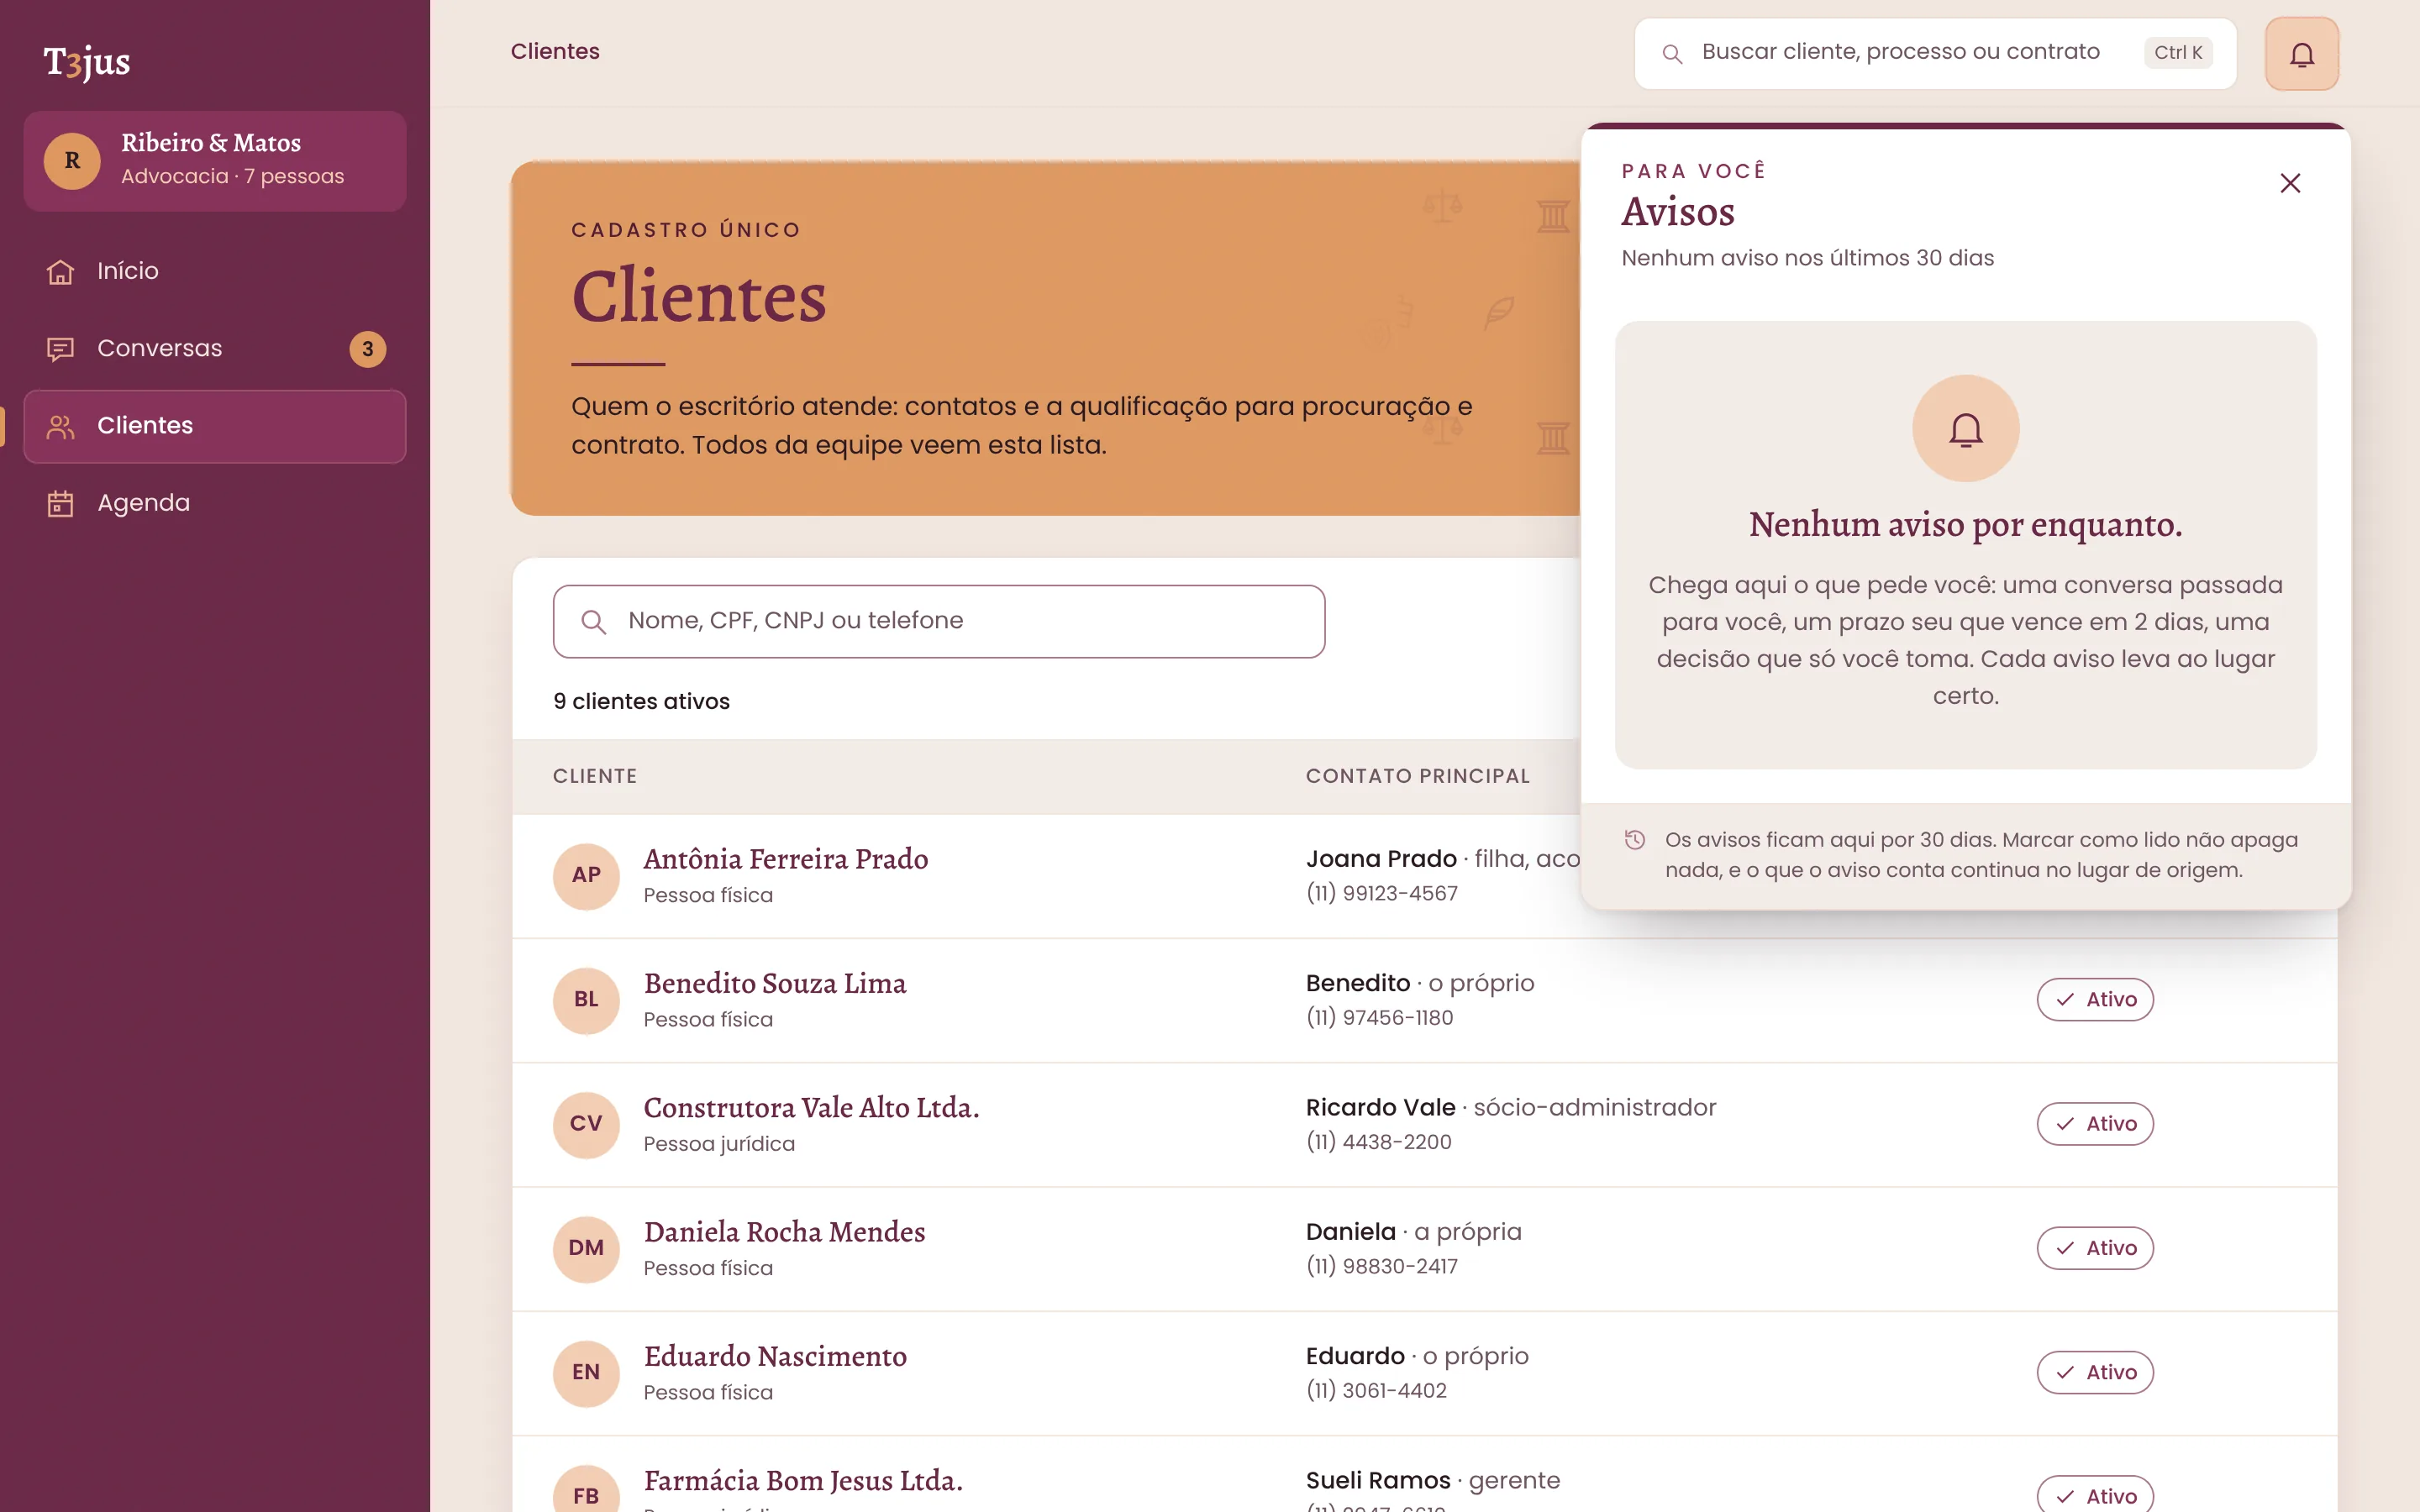 T3jus
R
Ribeiro & Matos
Advocacia · 7 pessoas
Início
Conversas
3
Clientes
Agenda
Clientes
Buscar cliente, processo ou contrato
Ctrl K
CADASTRO ÚNICO
Clientes
Quem o escritório atende: contatos e a qualificação para procuração e
contrato. Todos da equipe veem esta lista.
PARA VOCÊ
Avisos
Nenhum aviso nos últimos 30 dias
Nenhum aviso por enquanto.
Chega aqui o que pede você: uma conversa passada
para você, um prazo seu que vence em 2 dias, uma
decisão que só você toma. Cada aviso leva ao lugar
certo.
Os avisos ficam aqui por 30 dias. Marcar como lido não apaga
nada, e o que o aviso conta continua no lugar de origem.
Nome, CPF, CNPJ ou telefone
9 clientes ativos
CLIENTE
CONTATO PRINCIPAL
AP
Antônia Ferreira Prado
Pessoa física
Joana Prado · filha, aco
(11) 99123-4567
BL
Benedito Souza Lima
Pessoa física
Benedito · o próprio
(11) 97456-1180
Ativo
CV
Construtora Vale Alto Ltda.
Pessoa jurídica
Ricardo Vale · sócio-administrador
(11) 4438-2200
Ativo
DM
Daniela Rocha Mendes
Pessoa física
Daniela · a própria
(11) 98830-2417
Ativo
EN
Eduardo Nascimento
Pessoa física
Eduardo · o próprio
(11) 3061-4402
Ativo
FB
Farmácia Bom Jesus Ltda.
Sueli Ramos · gerente
Ativo